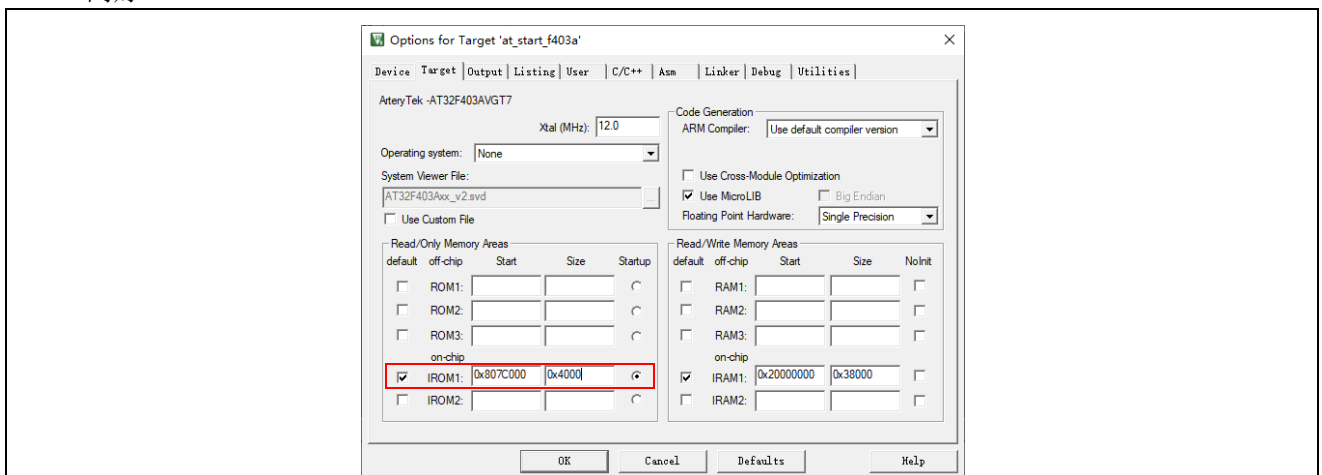 Options for Target 'at_start_f403a'
Device Target Output Listing User C/C++ Asm Linker Debug Utilities
ArteryTek -AT32F403AVGT7
Xtal (MHz): 12.0
Operating system: None
System Viewer File:
AT32F403Axx_v2.svd ...
Use Custom File
Code Generation
ARM Compiler: Use default compiler version
Use Cross-Module Optimization
Use MicroLIB Big Endian
Floating Point Hardware: Single Precision
Read/Only Memory Areas
default off-chip Start Size Startup
ROM1:
ROM2:
ROM3:
on-chip
IROM1: 0x807C000 0x4000
IROM2:
Read/Write Memory Areas
default off-chip Start Size NoInit
RAM1:
RAM2:
RAM3:
on-chip
IRAM1: 0x20000000 0x38000
IRAM2:
OK Cancel Defaults Help